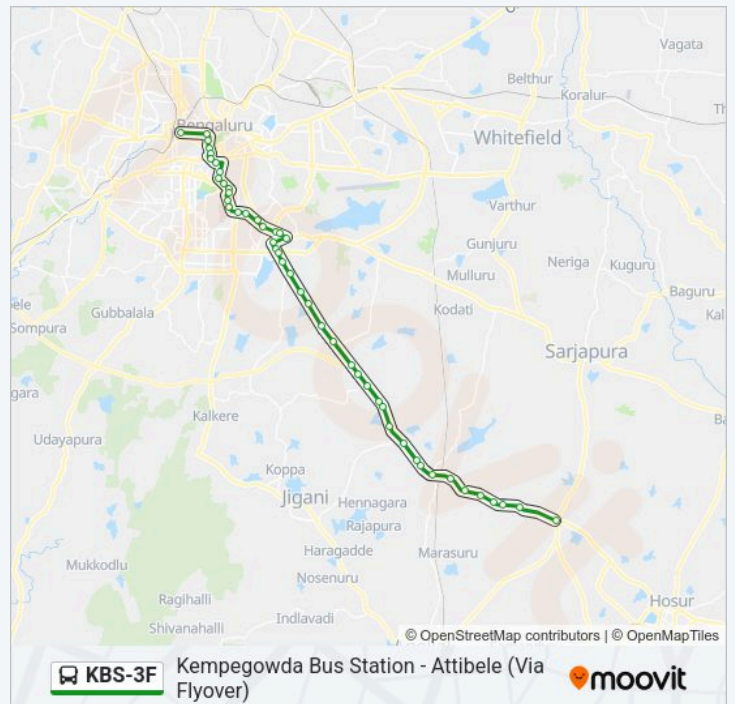 Vagata
Belthur
Koralur
Th
Bengaluru
Whitefield
Varthur
Gunjuru
Neriga
Kuguru
Mulluru
Baguru
Kodati
Kal
ele
Gubbalala
Sompura
Sarjapura
gara
Kalkere
Ba
Udayapura
Koppa
Jigani
Hennagara
Rajapura
Haragadde
Marasuru
Mukkodlu
Nosenuru
Ragihalli
Indlavadi
Hosur
Shivanahalli
© OpenStreetMap contributors | © OpenMapTiles
KBS-3F
Kempegowda Bus Station - Attibele (Via
Flyover)
moovit